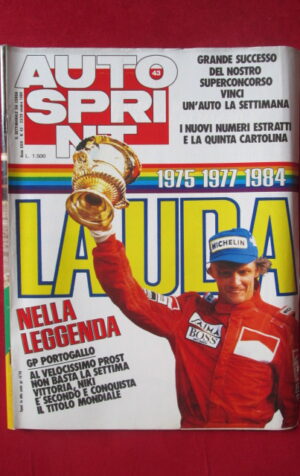 AUTO
SPRI
NT
43
L. 1.500
GRANDE SUCCESSO
DEL NOSTRO
SUPERCONCORSO
VINCI
UN'AUTO LA SETTIMANA
I NUOVI NUMERI ESTRATTI
E LA QUINTA CARTOLINA
1975 1977 1984
LAUDA
MICHELIN
BOSS
NELLA
LEGGENDA
GP PORTOGALLO
AL VELOCISSIMO PROST
NON BASTA LA SETTIMA
VITTORIA, NIKI
E' SECONDO E CONQUISTA
IL TITOLO MONDIALE